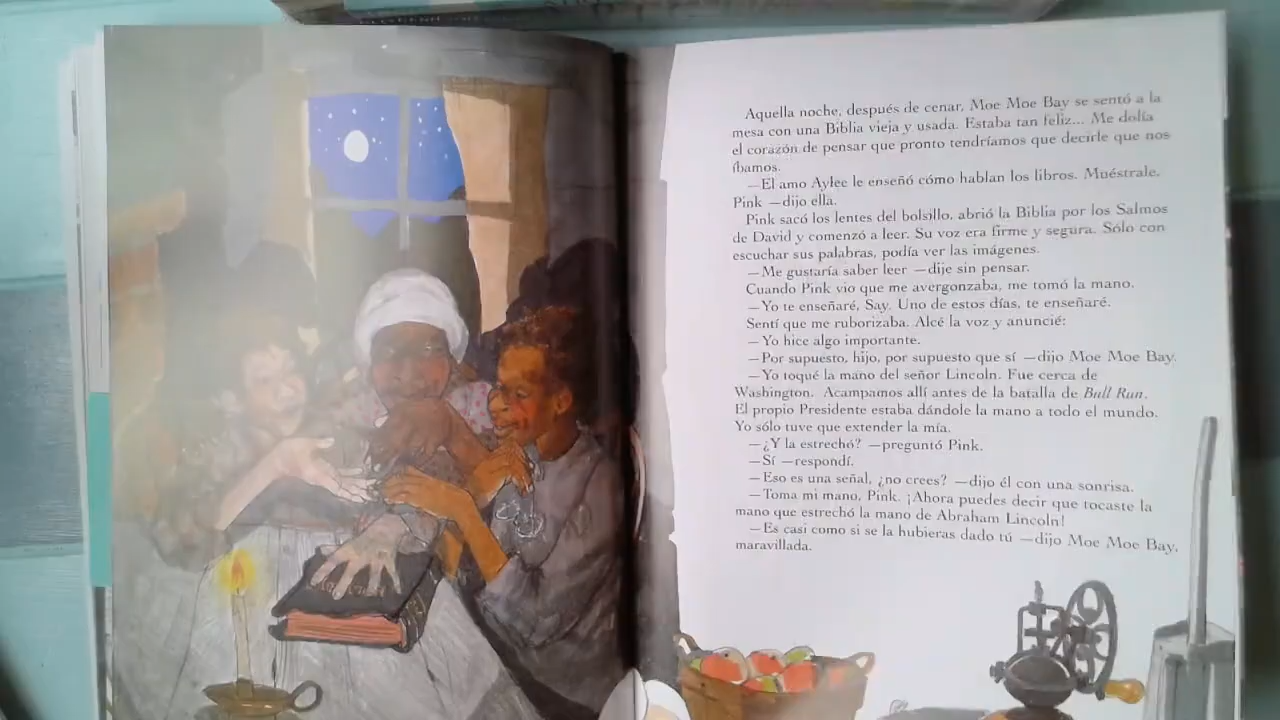 Aquella noche, después de cenar, Moe Moe Bay se sentó a la
mesa con una Biblia vieja y usada. Estaba tan feliz... Me dolía
el corazón de pensar que pronto tendríamos que decirle que nos
íbamos.
—El amo Aylee le enseñó cómo hablan los libros. Muéstrale,
Pink —dijo ella.
Pink sacó los lentes del bolsillo, abrió la Biblia por los Salmos
de David y comenzó a leer. Su voz era firme y segura. Sólo con
escuchar sus palabras, podía ver las imágenes.
—Me gustaría saber leer —dije sin pensar.
Cuando Pink vio que me avergonzaba, me tomó la mano.
—Yo te enseñaré, Say. Uno de estos días, te enseñaré.
Sentí que me ruborizaba. Alcé la voz y anuncié:
—Yo hice algo importante.
—Por supuesto, hijo, por supuesto que sí —dijo Moe Moe Bay.
—Yo toqué la mano del señor Lincoln. Fue cerca de
Washington. Acampamos allí antes de la batalla de Bull Run.
El propio Presidente estaba dándole la mano a todo el mundo.
Yo sólo tuve que extender la mía.
—¿Y la estrechó? —preguntó Pink.
—Sí —respondí.
—Eso es una señal, ¿no crees? —dijo él con una sonrisa.
—Toma mi mano, Pink. ¡Ahora puedes decir que tocaste la
mano que estrechó la mano de Abraham Lincoln!
—Es casi como si se la hubieras dado tú —dijo Moe Moe Bay,
maravillada.